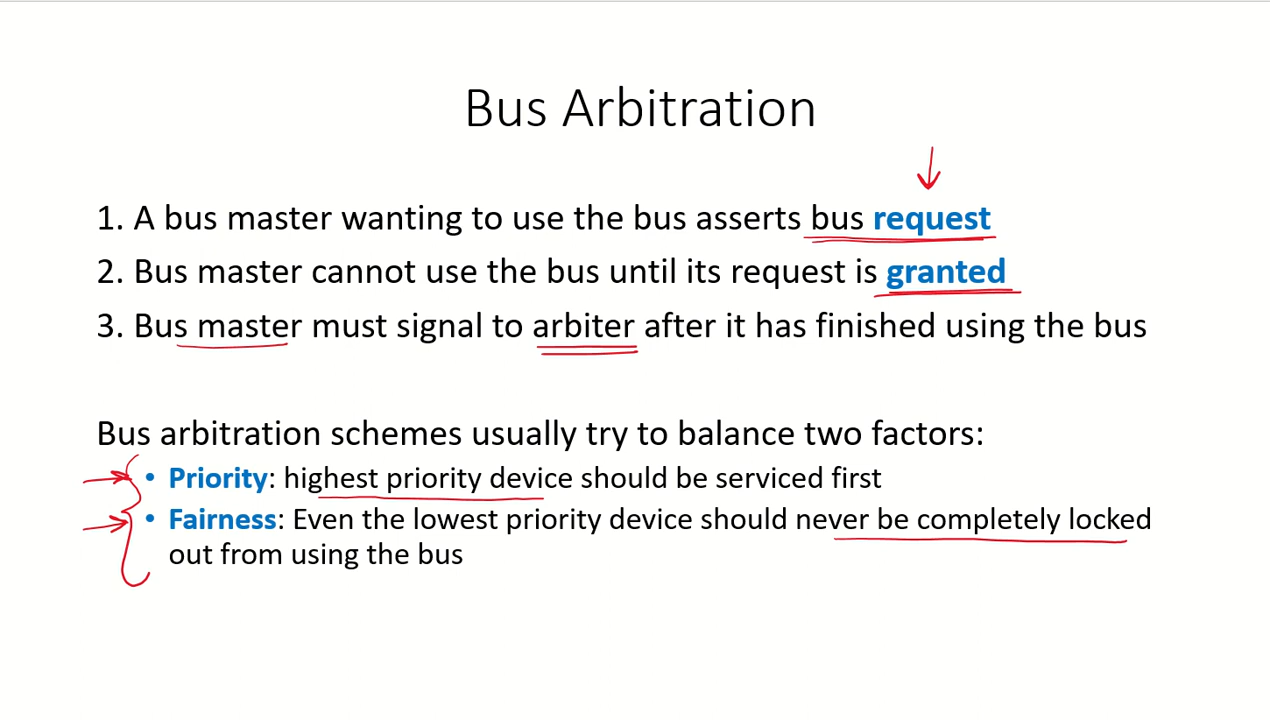 Bus Arbitration
1. A bus master wanting to use the bus asserts bus request
2. Bus master cannot use the bus until its request is granted
3. Bus master must signal to arbiter after it has finished using the bus
Bus arbitration schemes usually try to balance two factors:
• Priority: highest priority device should be serviced first
• Fairness: Even the lowest priority device should never be completely locked
out from using the bus